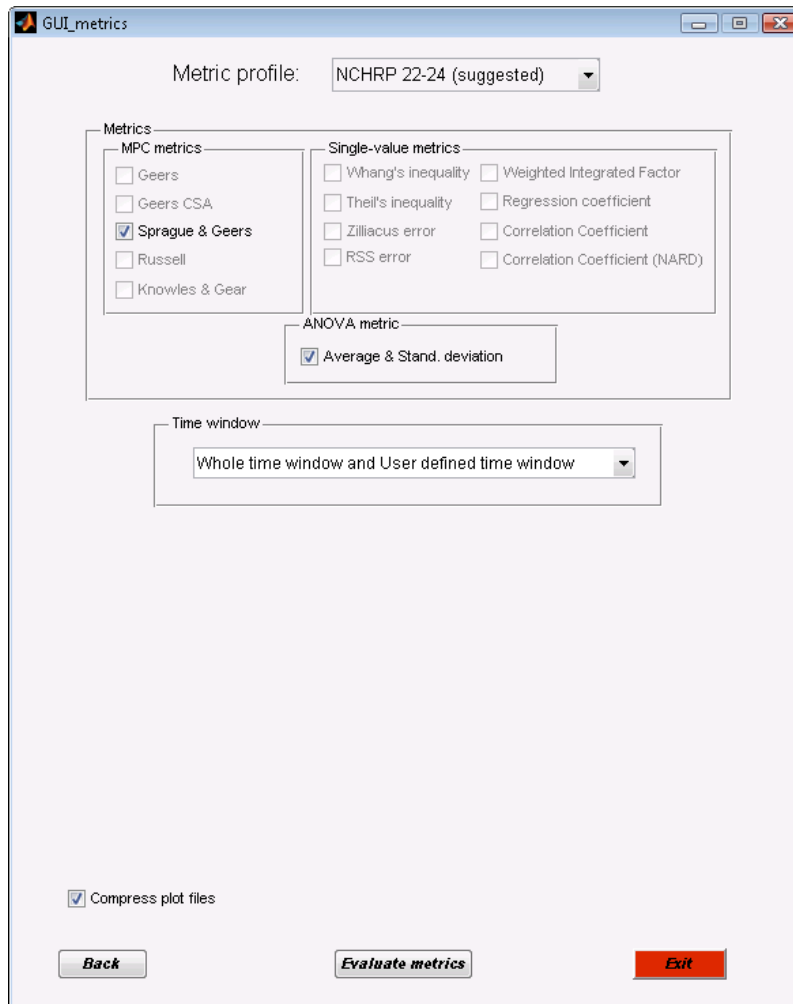 GUI_metrics
Metric profile: NCHRP 22-24 (suggested)
Metrics
MPC metrics
Geers
Geers CSA
Sprague & Geers
Russell
Knowles & Gear
Single-value metrics
Whang's inequality
Theil's inequality
Zilliacus error
RSS error
Weighted Integrated Factor
Regression coefficient
Correlation Coefficient
Correlation Coefficient (NARD)
ANOVA metric
Average & Stand. deviation
Time window
Whole time window and User defined time window
Compress plot files
Back
Evaluate metrics
Exit